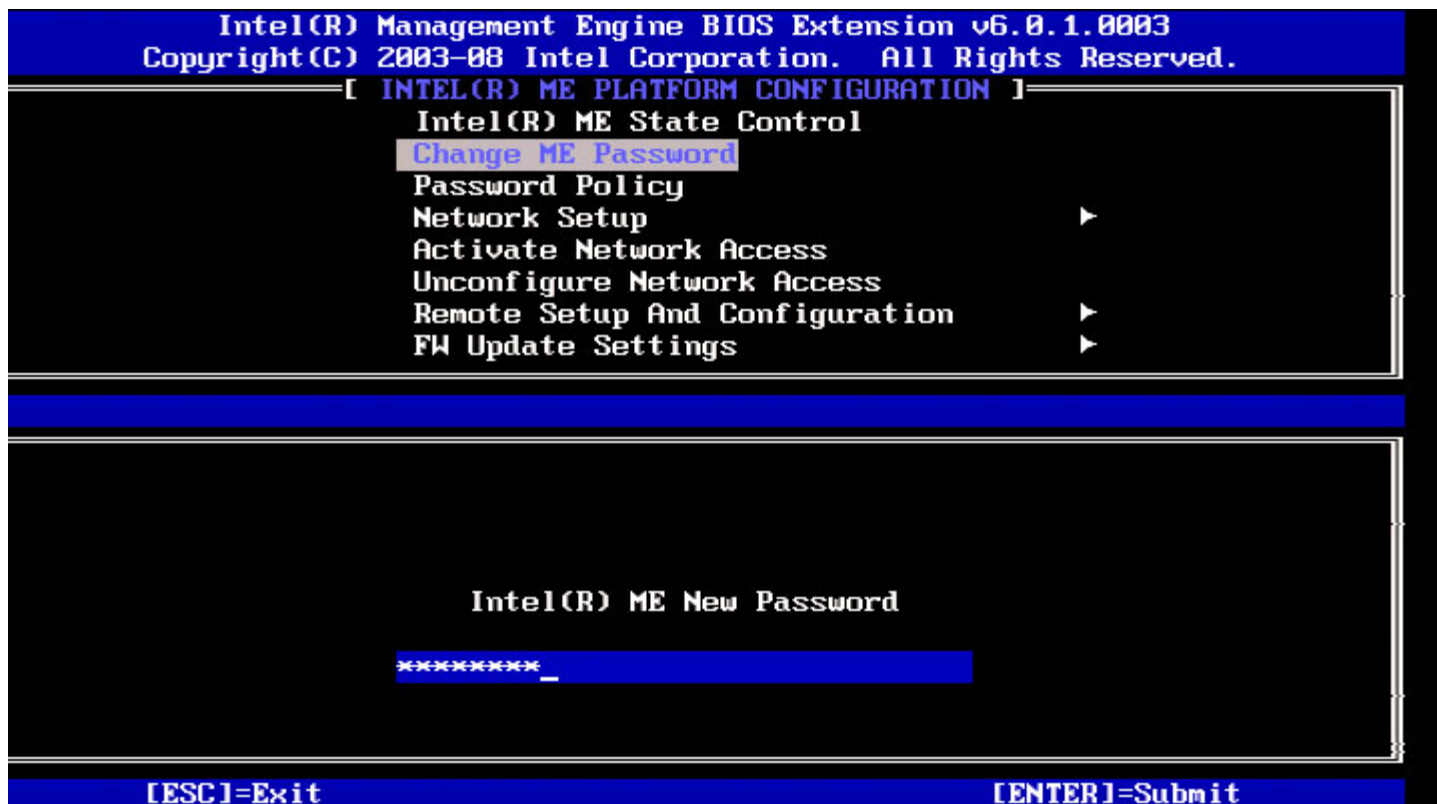 Intel(R) Management Engine BIOS Extension v6.0.1.0003
Copyright(C) 2003-08 Intel Corporation. All Rights Reserved.
[ INTEL(R) ME PLATFORM CONFIGURATION ]
Intel(R) ME State Control
Change ME Password
Password Policy
Network Setup ►
Activate Network Access
Unconfigure Network Access
Remote Setup And Configuration ►
FW Update Settings ►
Intel(R) ME New Password
********_
[ESC]=Exit [ENTER]=Submit